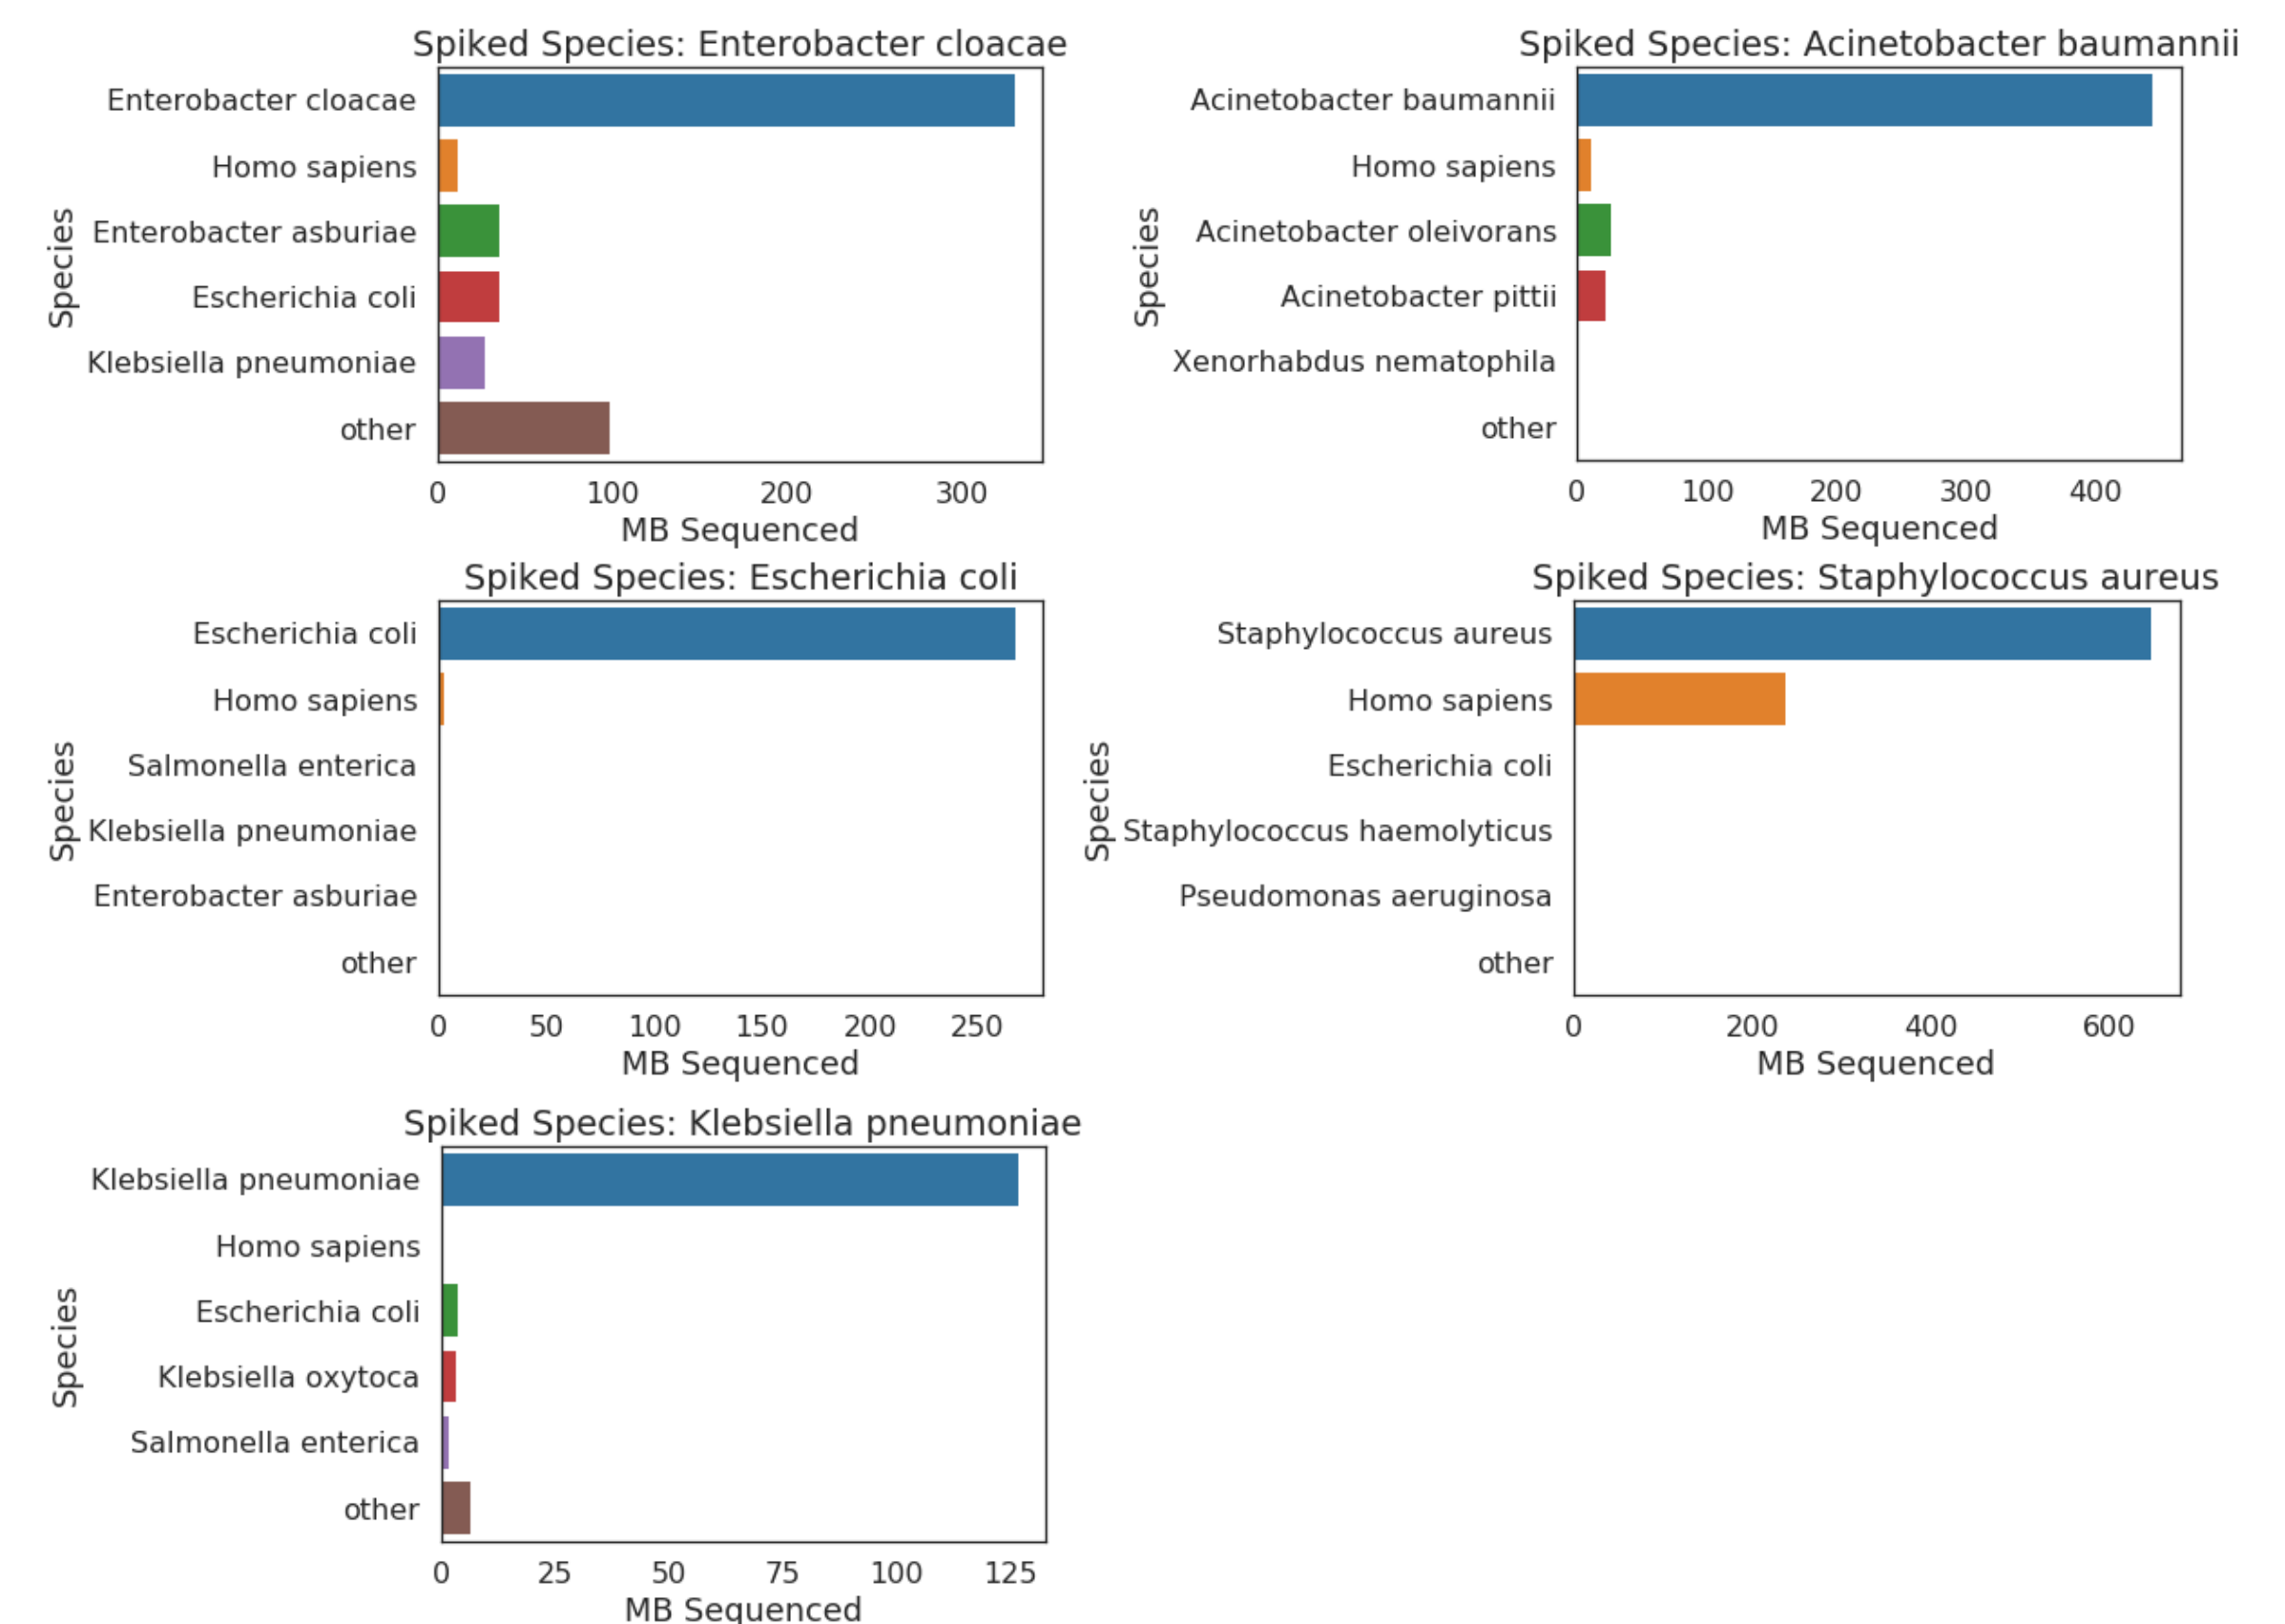 Spiked Species: Enterobacter cloacae
Species
Enterobacter cloacae
Homo sapiens
Enterobacter asburiae
Escherichia coli
Klebsiella pneumoniae
other
0 100 200 300
MB Sequenced
Spiked Species: Acinetobacter baumannii
Species
Acinetobacter baumannii
Homo sapiens
Acinetobacter oleivorans
Acinetobacter pittii
Xenorhabdus nematophila
other
0 100 200 300 400
MB Sequenced
Spiked Species: Escherichia coli
Species
Escherichia coli
Homo sapiens
Salmonella enterica
Klebsiella pneumoniae
Enterobacter asburiae
other
0 50 100 150 200 250
MB Sequenced
Spiked Species: Staphylococcus aureus
Species
Staphylococcus aureus
Homo sapiens
Escherichia coli
Staphylococcus haemolyticus
Pseudomonas aeruginosa
other
0 200 400 600
MB Sequenced
Spiked Species: Klebsiella pneumoniae
Species
Klebsiella pneumoniae
Homo sapiens
Escherichia coli
Klebsiella oxytoca
Salmonella enterica
other
0 25 50 75 100 125
MB Sequenced